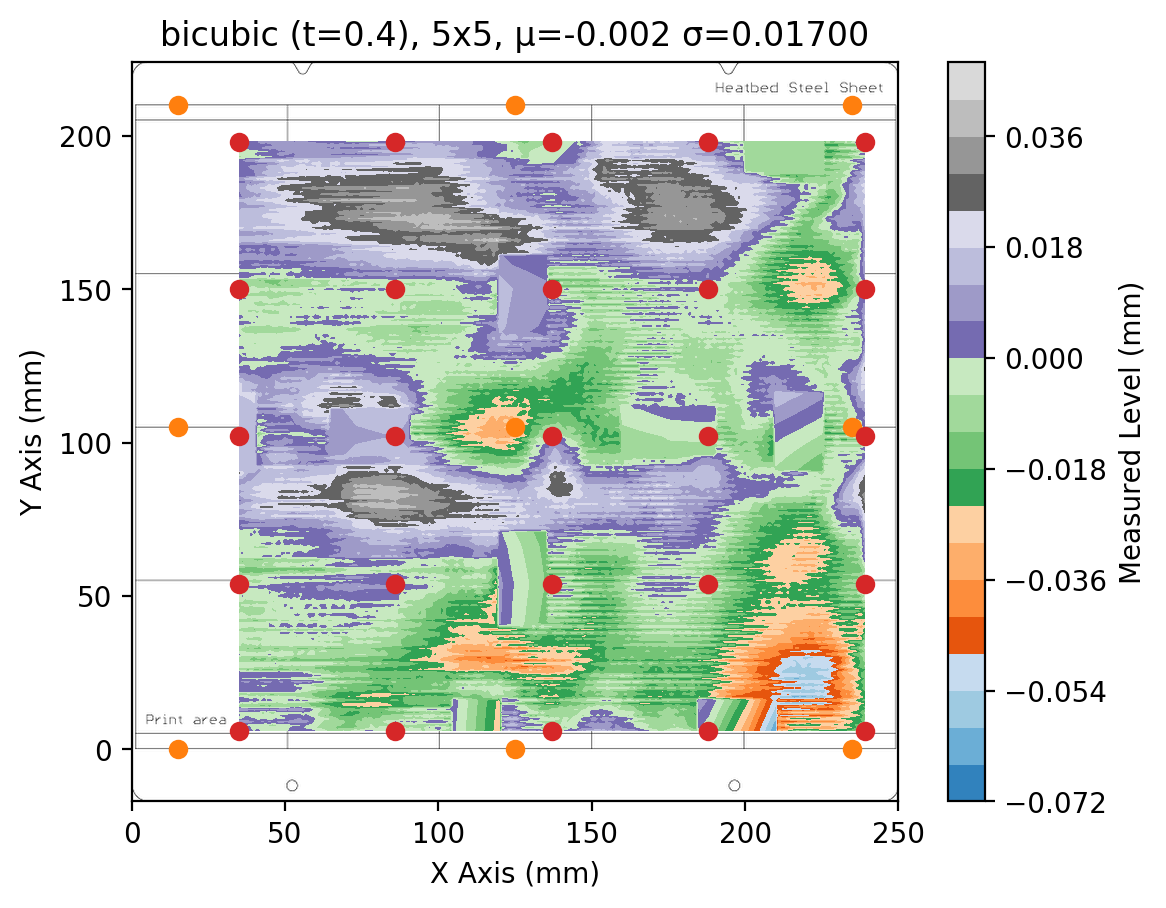 bicubic (t=0.4), 5x5, μ=-0.002 σ=0.01700
Heatbed Steel Sheet
Print area
200
150
100
50
0
Y Axis (mm)
0 50 100 150 200 250
X Axis (mm)
0.036
0.018
0.000
−0.018
−0.036
−0.054
−0.072
Measured Level (mm)